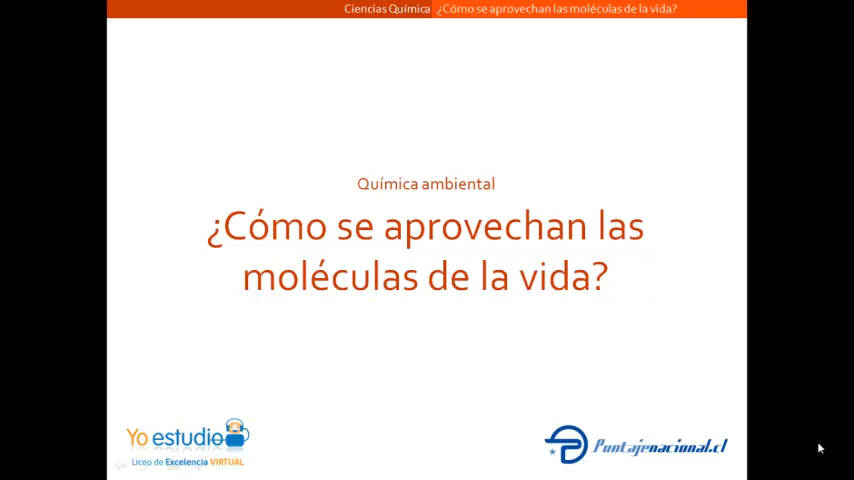 Ciencias Química ¿Cómo se aprovechan las moléculas de la vida?
Química ambiental
¿Cómo se aprovechan las
moléculas de la vida?
Yo estudio
Liceo de Excelencia VIRTUAL
Puntajenacional.cl